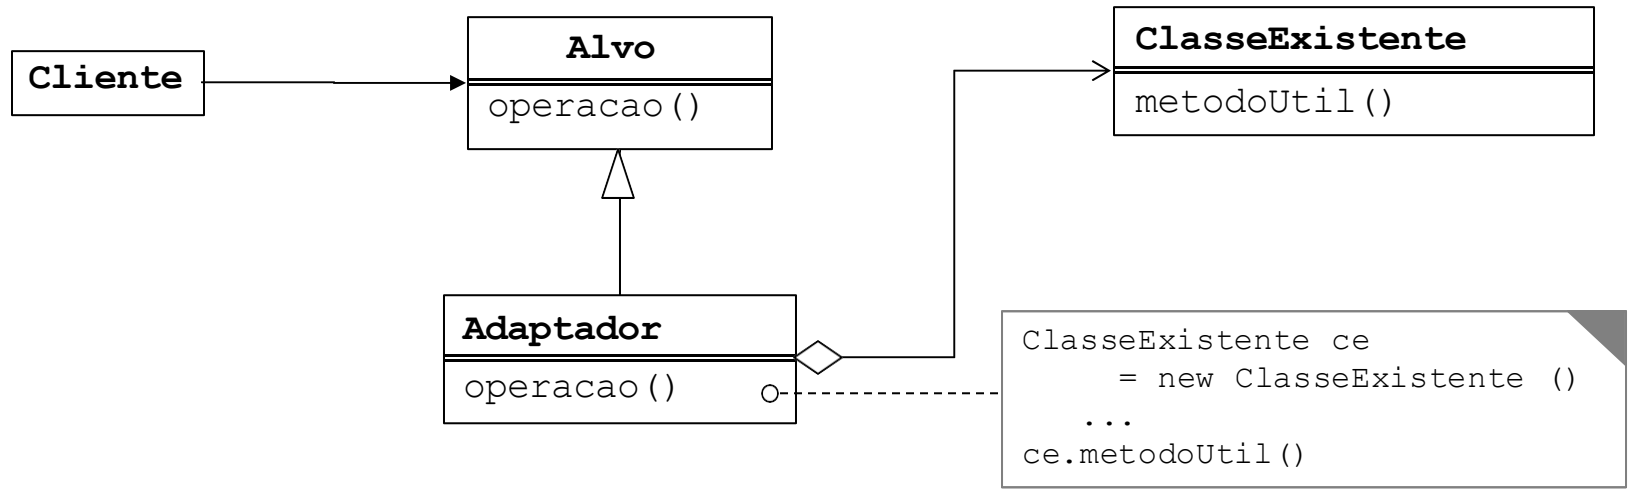 Cliente
Alvo
operacao()
ClasseExistente
metodoUtil()
Adaptador
operacao()
ClasseExistente ce
= new ClasseExistente ()
...
ce.metodoUtil()